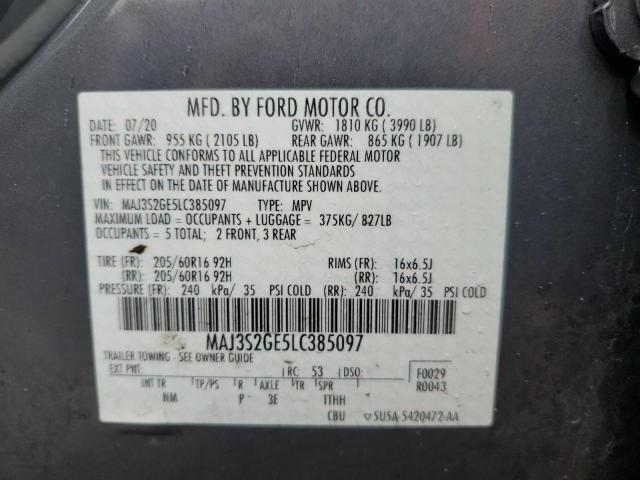 MFD. BY FORD MOTOR CO.
DATE: 07/20 GVWR: 1810 KG ( 3990 LB)
FRONT GAWR: 955 KG ( 2105 LB) REAR GAWR: 865 KG ( 1907 LB)
THIS VEHICLE CONFORMS TO ALL APPLICABLE FEDERAL MOTOR
VEHICLE SAFETY AND THEFT PREVENTION STANDARDS
IN EFFECT ON THE DATE OF MANUFACTURE SHOWN ABOVE.
VIN: MAJ3S2GE5LC385097 TYPE: MPV
MAXIMUM LOAD = OCCUPANTS + LUGGAGE = 375KG/ 827LB
OCCUPANTS = 5 TOTAL; 2 FRONT, 3 REAR
TIRE (FR): 205/60R16 92H RIMS (FR): 16x6.5J
(RR): 205/60R16 92H (RR): 16x6.5J
PRESSURE (FR): 240 kPa/ 35 PSI COLD (RR): 240 kPa/ 35 PSI COLD
MAJ3S2GE5LC385097
TRAILER TOWING - SEE OWNER GUIDE
EXT PNT: RC: 53 DSO: F0029
INT TR TP/PS R AXLE TR SPR R0043
NM P 3E TTHH
CBU ▽ SU5A-5420472-AA